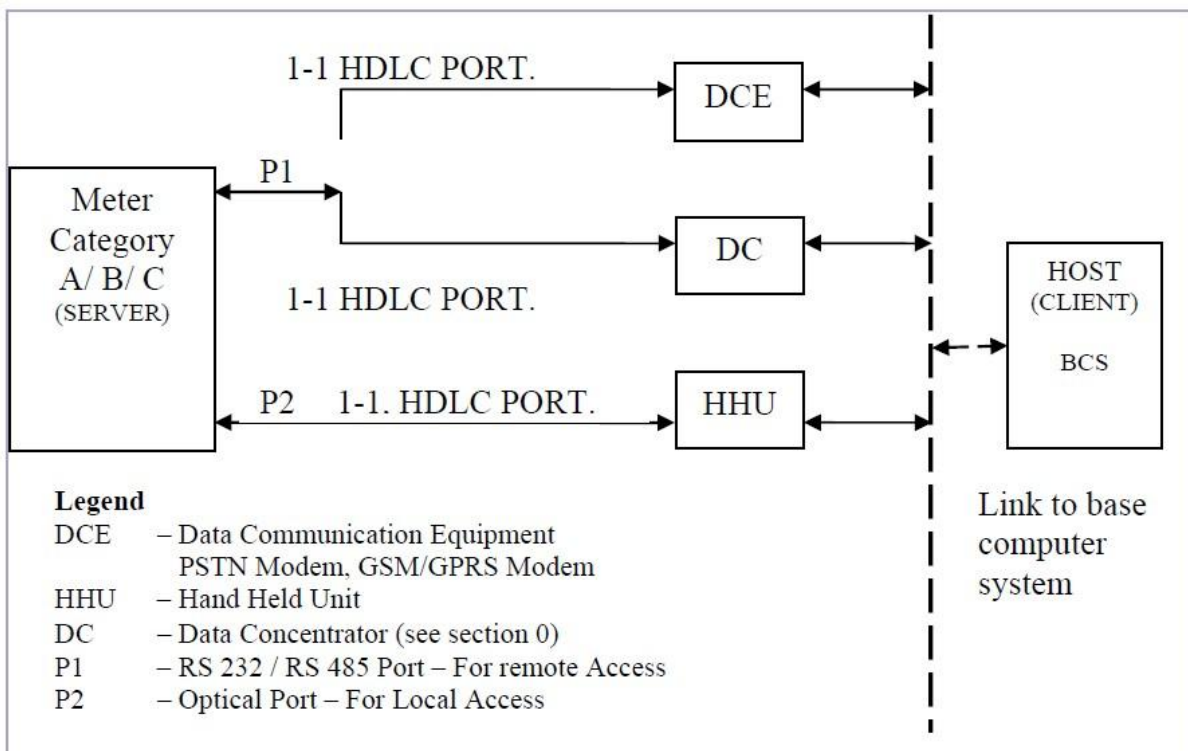 1-1 HDLC PORT.
DCE
P1
Meter
Category
A/ B/ C
(SERVER)
DC
1-1 HDLC PORT.
HOST
(CLIENT)
BCS
P2 1-1. HDLC PORT.
HHU
Legend
DCE – Data Communication Equipment
PSTN Modem, GSM/GPRS Modem
HHU – Hand Held Unit
DC – Data Concentrator (see section 0)
P1 – RS 232 / RS 485 Port – For remote Access
P2 – Optical Port – For Local Access
Link to base
computer
system